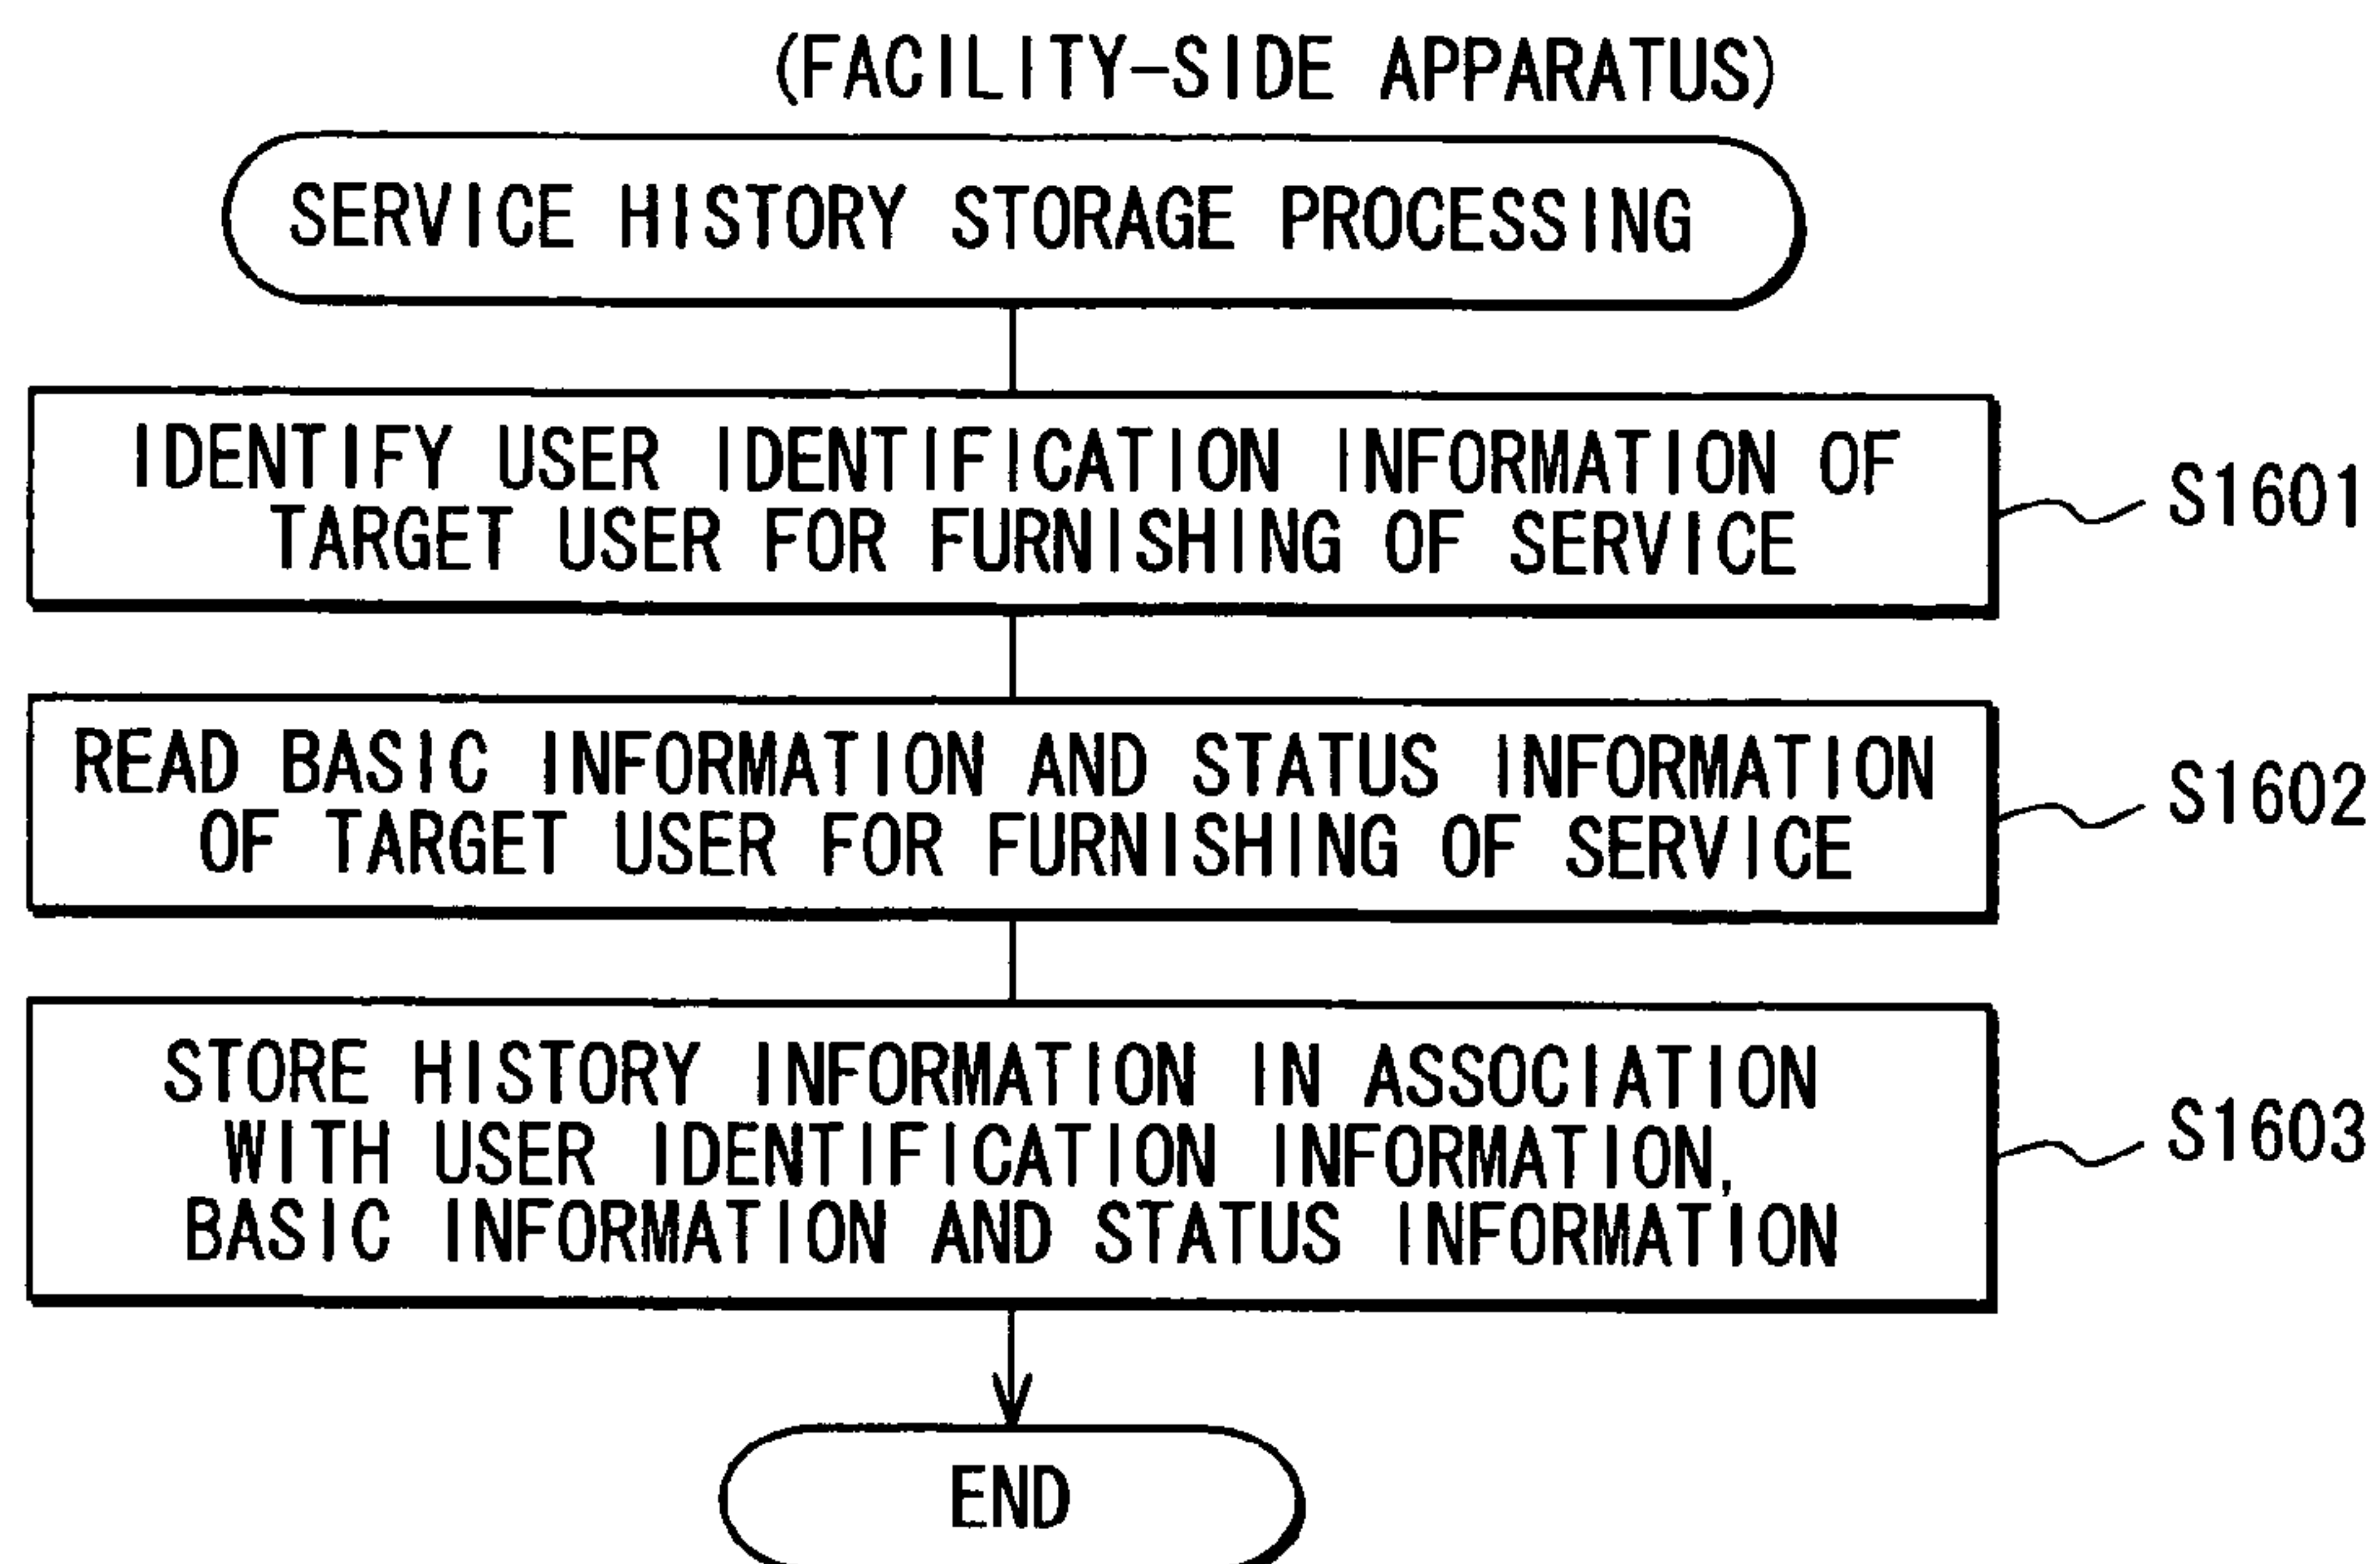 (FACILITY-SIDE APPARATUS)
SERVICE HISTORY STORAGE PROCESSING
IDENTIFY USER IDENTIFICATION INFORMATION OF
TARGET USER FOR FURNISHING OF SERVICE
S1601
READ BASIC INFORMATION AND STATUS INFORMATION
OF TARGET USER FOR FURNISHING OF SERVICE
S1602
STORE HISTORY INFORMATION IN ASSOCIATION
WITH USER IDENTIFICATION INFORMATION,
BASIC INFORMATION AND STATUS INFORMATION
S1603
END